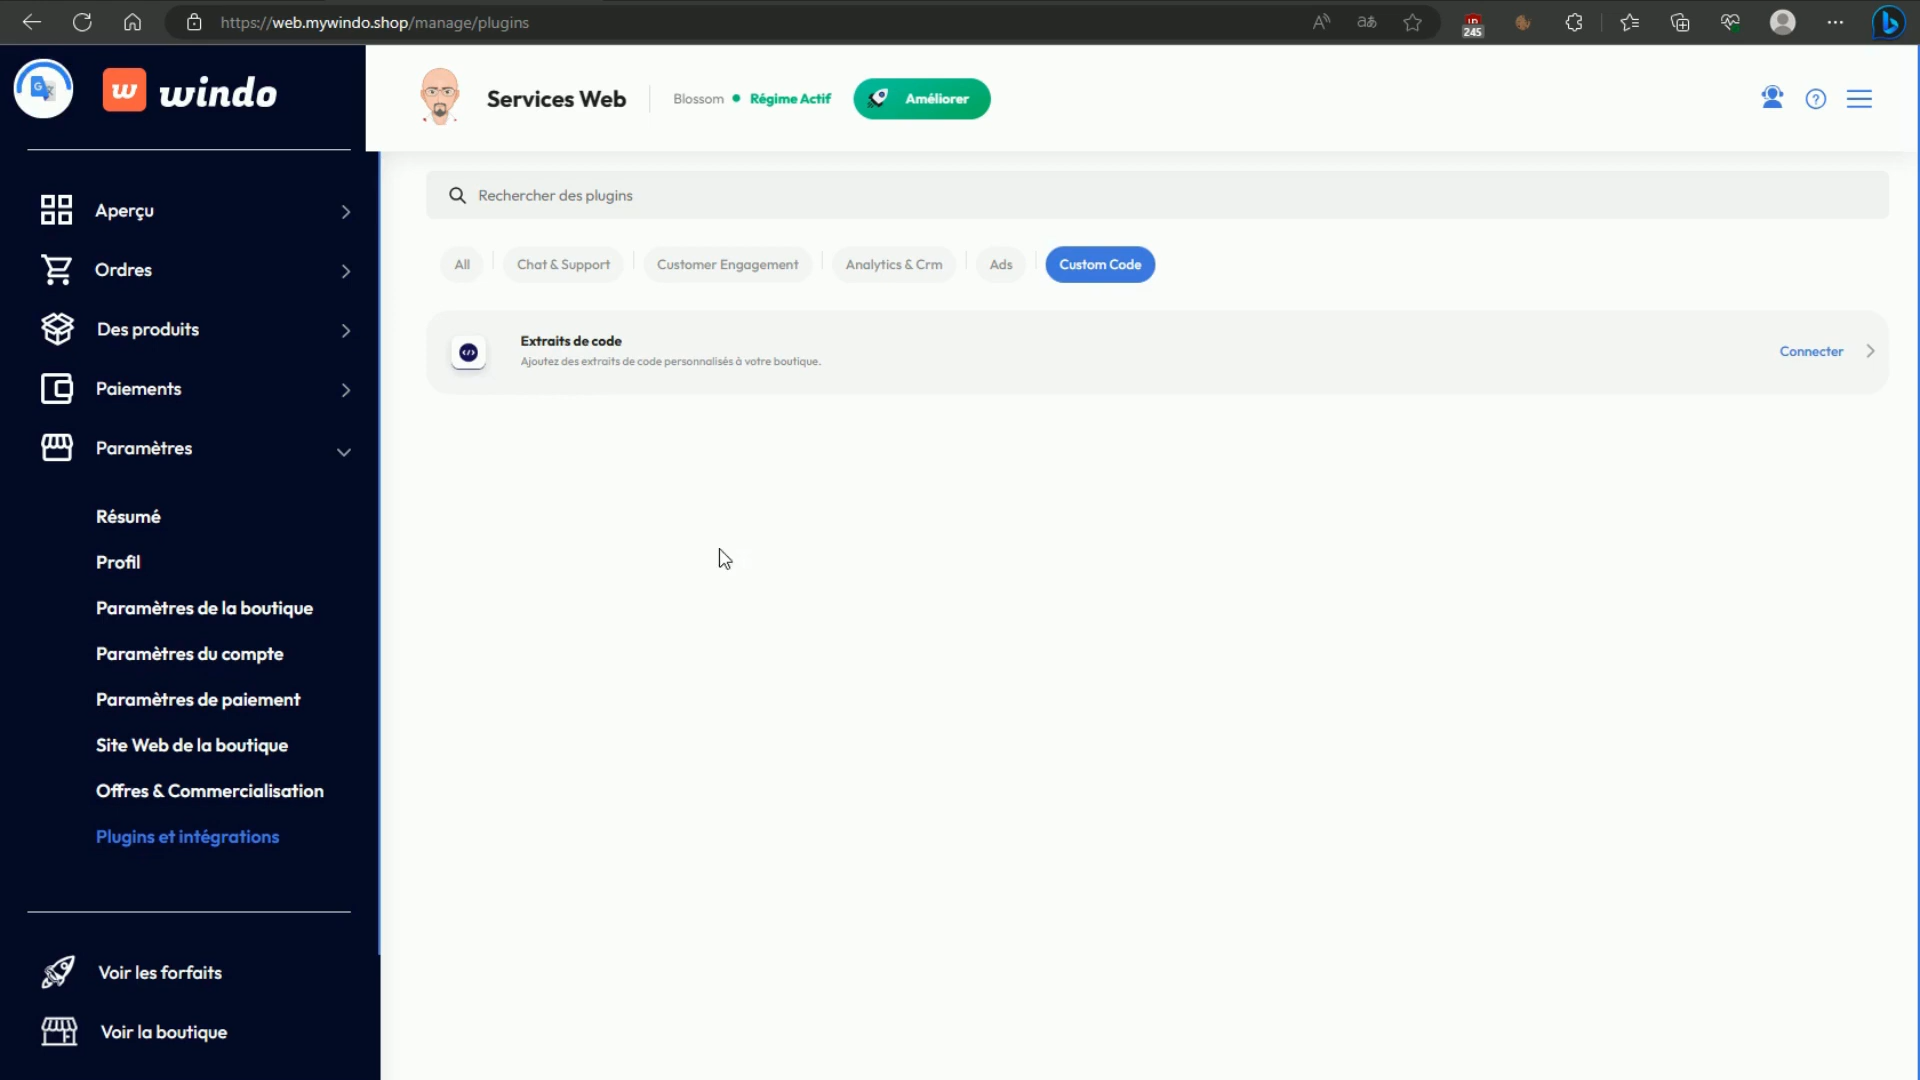 https://web.mywindo.shop/manage/plugins
245
windo
Services Web
Blossom
Régime Actif
Améliorer
Aperçu
Ordres
Des produits
Paiements
Paramètres
Résumé
Profil
Paramètres de la boutique
Paramètres du compte
Paramètres de paiement
Site Web de la boutique
Offres & Commercialisation
Plugins et intégrations
Voir les forfaits
Voir la boutique
Rechercher des plugins
All
Chat & Support
Customer Engagement
Analytics & Crm
Ads
Custom Code
Extraits de code
Ajoutez des extraits de code personnalisés à votre boutique.
Connecter